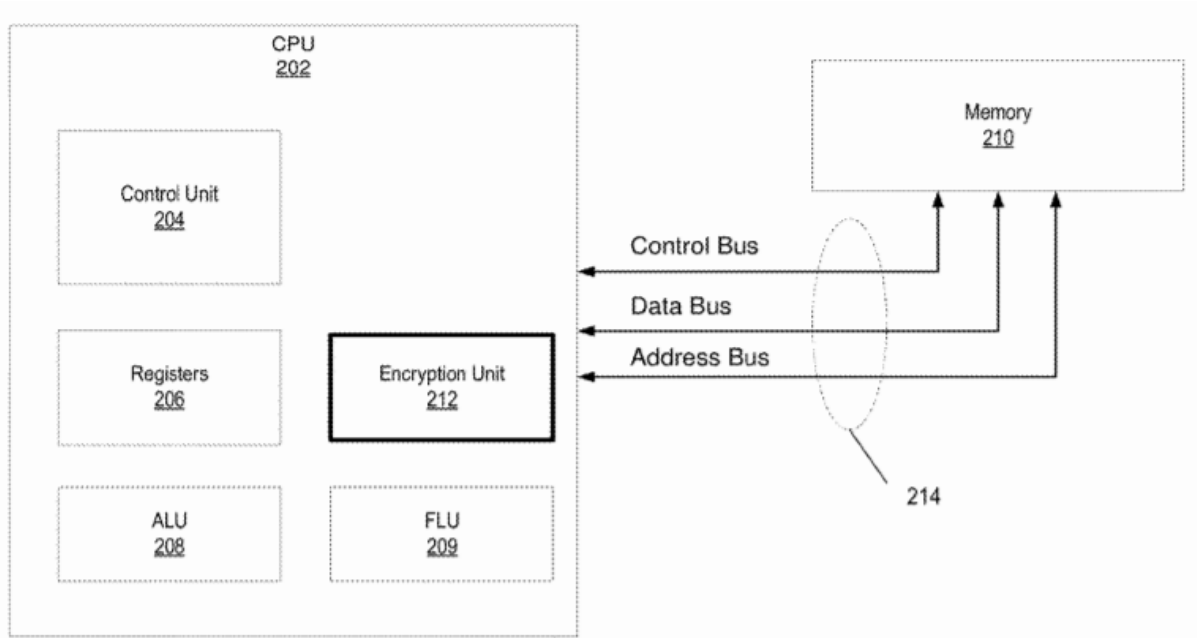 CPU
202
Memory
210
Control Unit
204
Control Bus
Data Bus
Address Bus
Registers
206
Encryption Unit
212
214
ALU
208
FLU
209